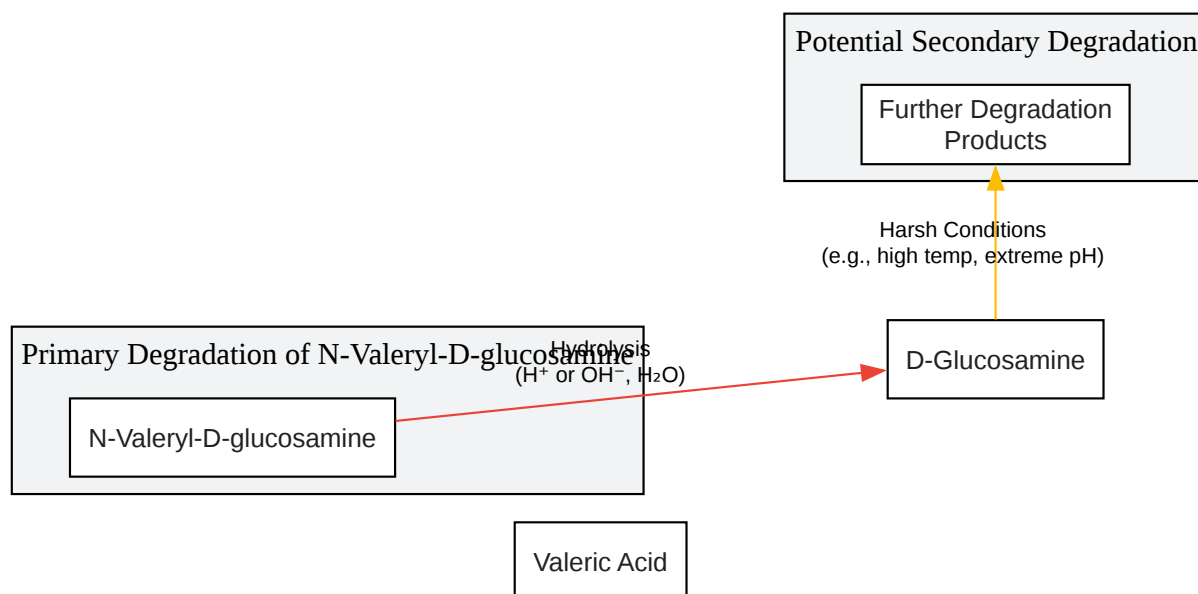 Potential Secondary Degradation
Further Degradation
Products
Harsh Conditions
(e.g., high temp, extreme pH)
Primary Degradation of N-Valeryl-D-glucosamine
Hydrolysis
(H⁺ or OH⁻, H₂O)
D-Glucosamine
N-Valeryl-D-glucosamine
Valeric Acid